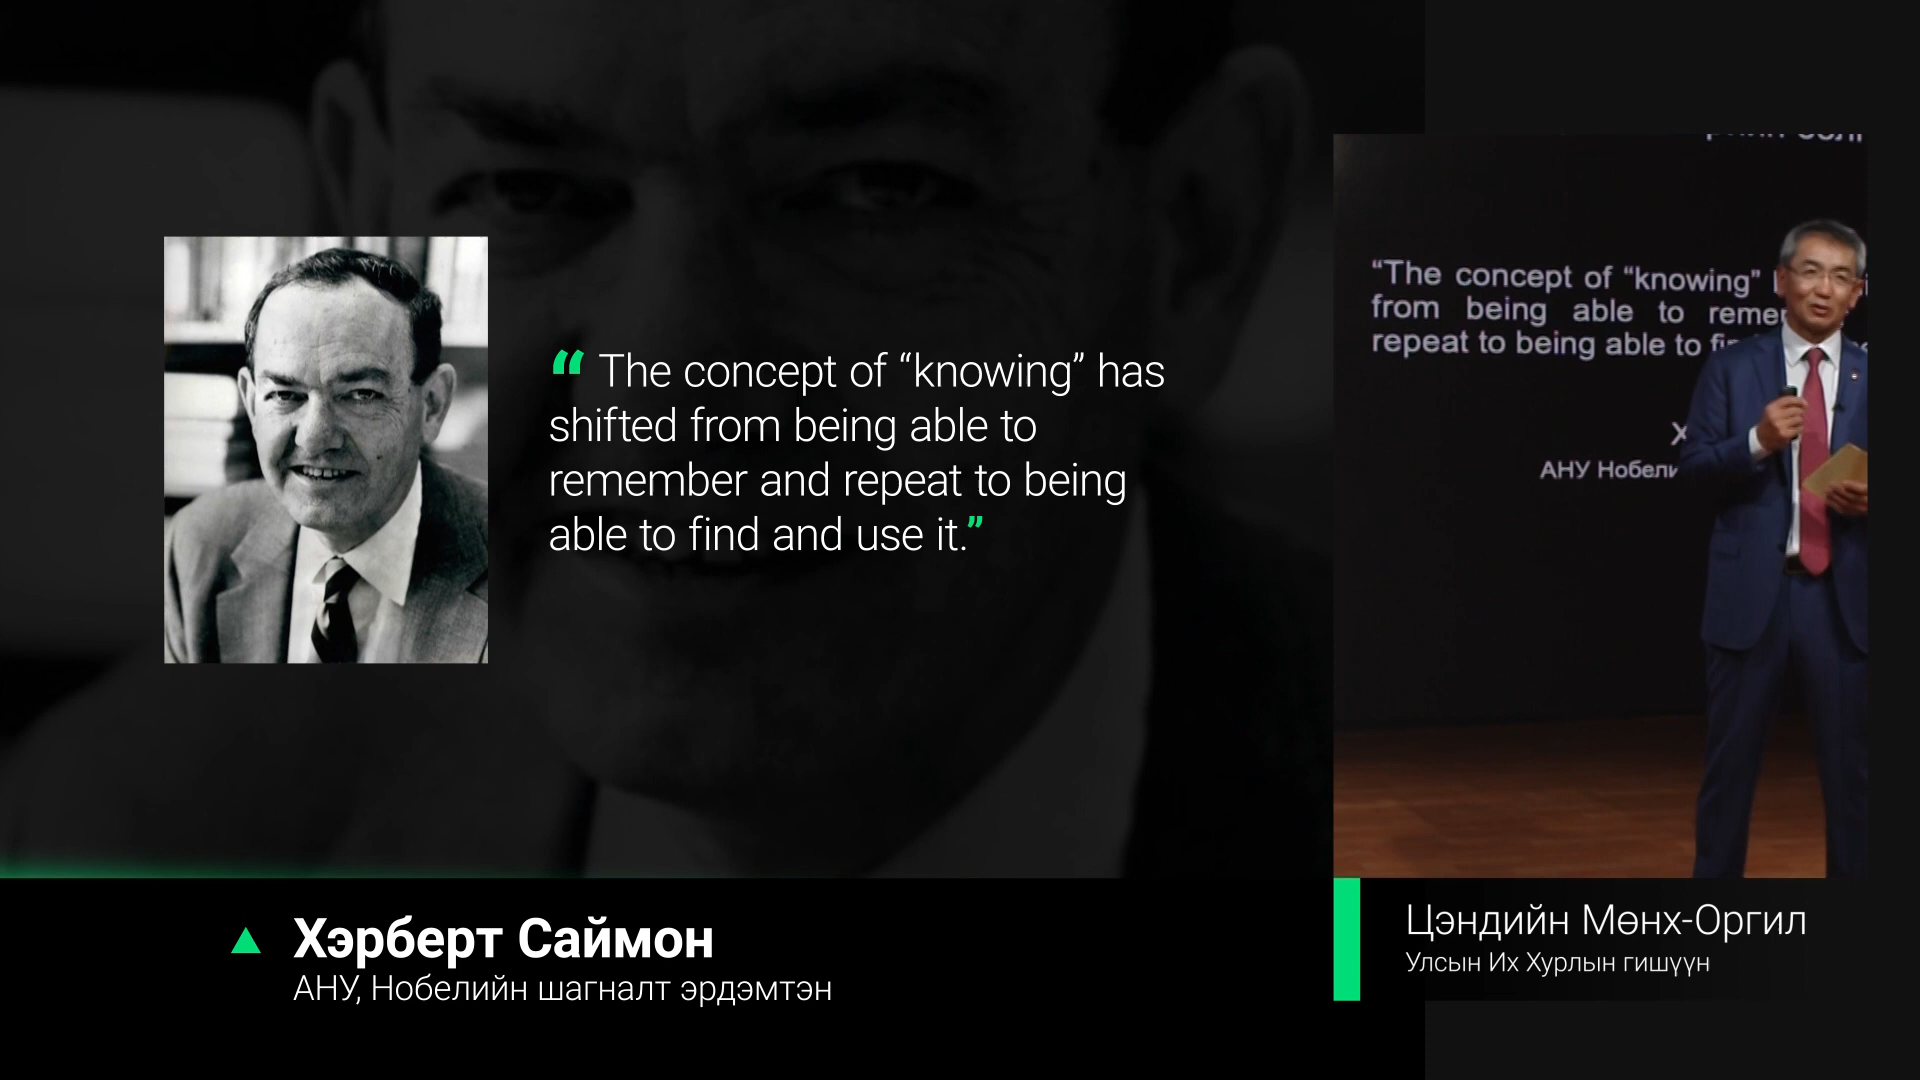 “ The concept of “knowing” has
shifted from being able to
remember and repeat to being
able to find and use it.”
Хэрберт Саймон
АНУ, Нобелийн шагналт эрдэмтэн
“The concept of “knowing”
from being able to
repeat to being able to
АНУ
Цэндийн Мөнх-Оргил
Улсын Их Хурлын гишүүн